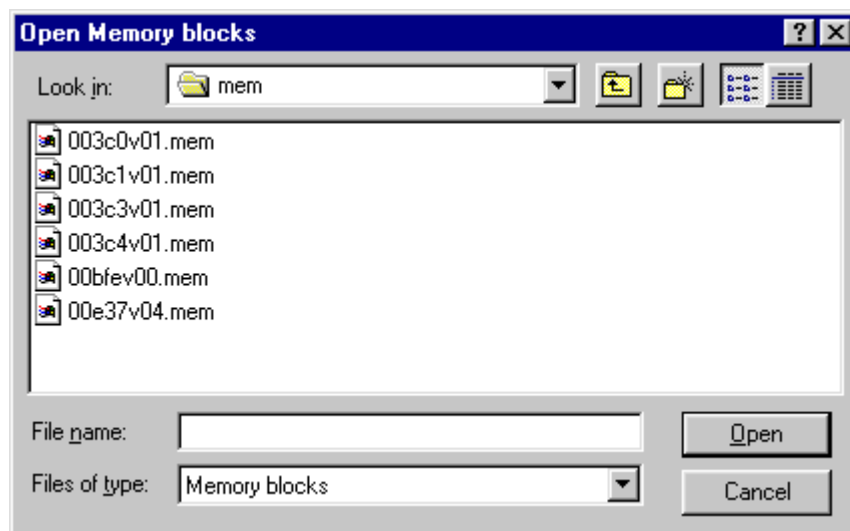 Open Memory blocks
Look in: mem
003c0v01.mem
003c1v01.mem
003c3v01.mem
003c4v01.mem
00bfev00.mem
00e37v04.mem
File name: Open
Files of type: Memory blocks Cancel